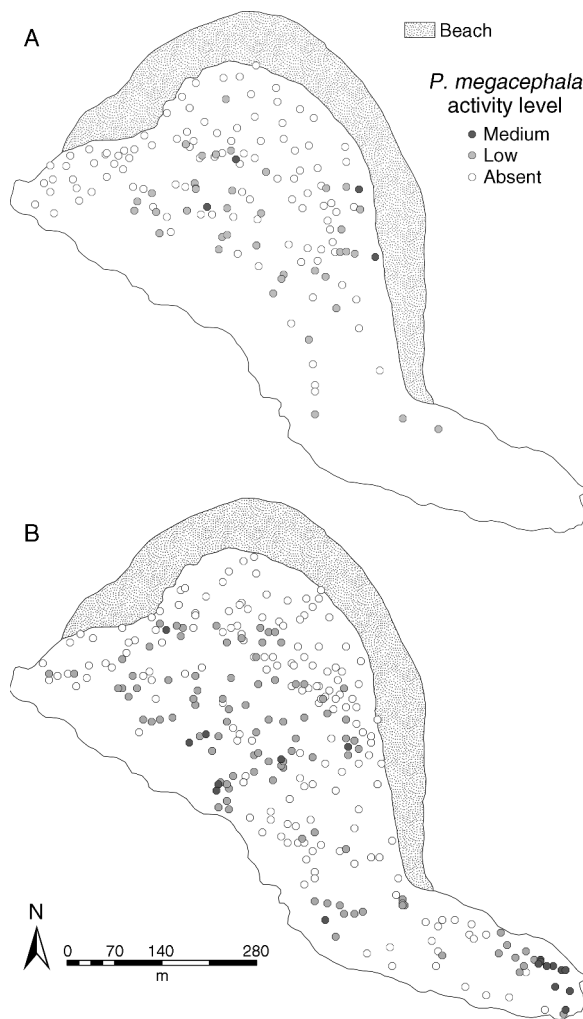 A
Beach
P. megacephala
activity level
Medium
Low
Absent
B
N
0 70 140 280
m